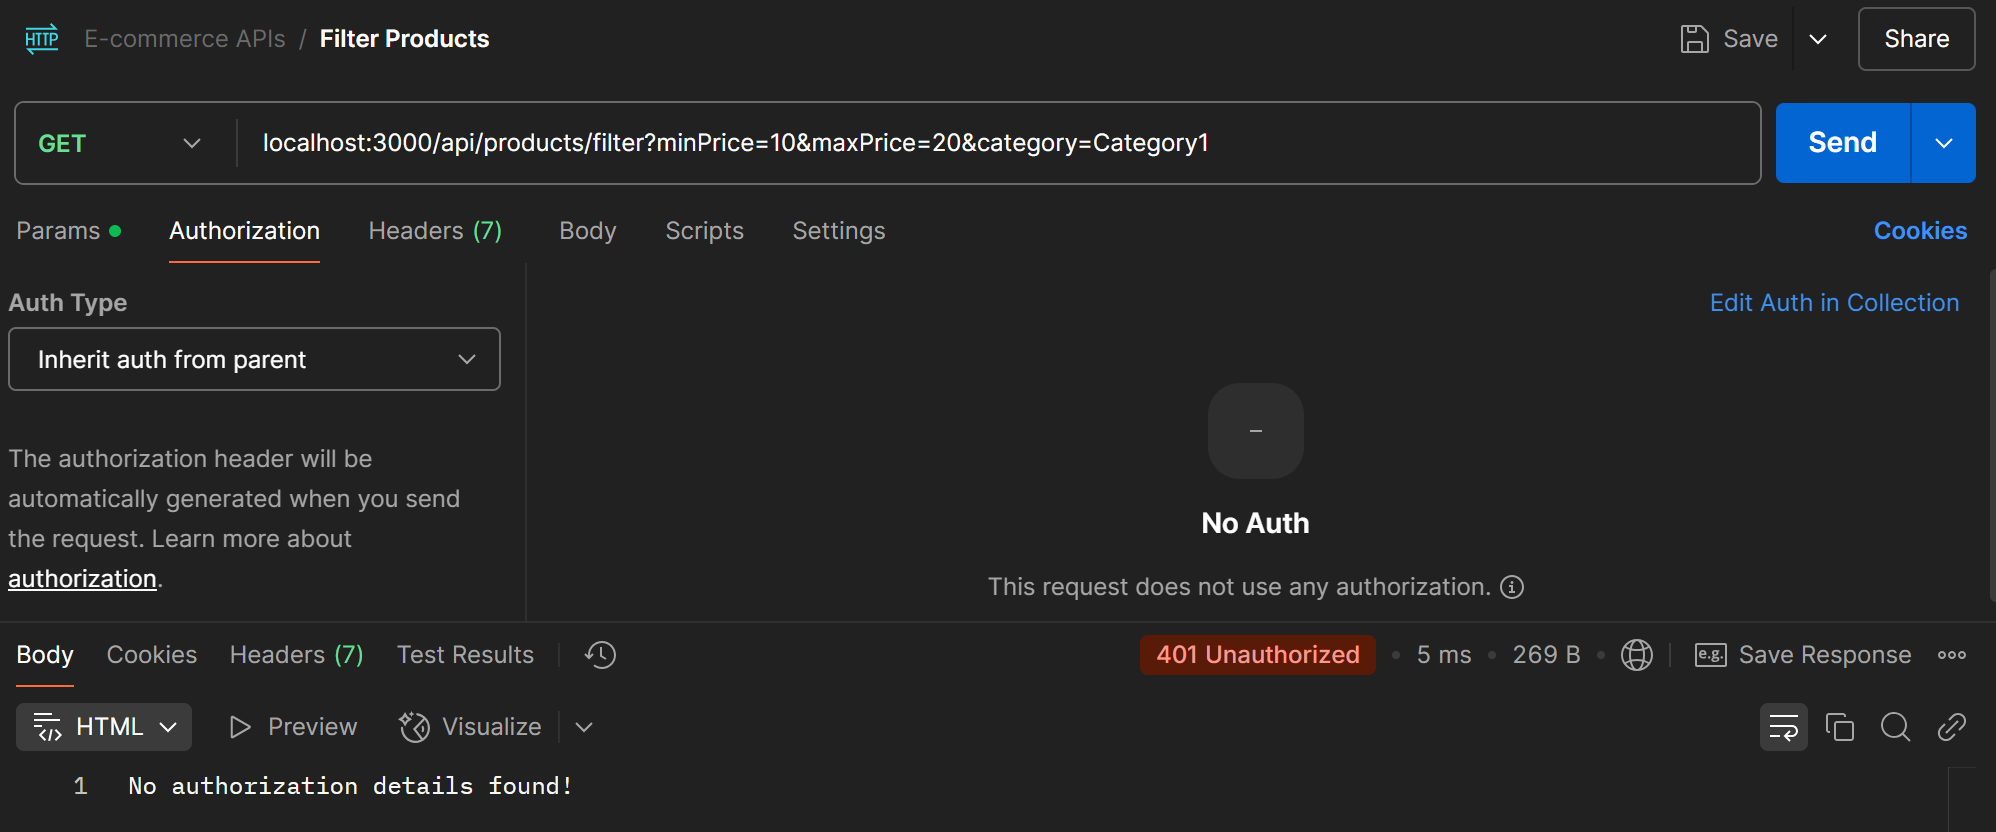 HTTP E-commerce APIs / Filter Products Save Share
GET localhost:3000/api/products/filter?minPrice=10&maxPrice=20&category=Category1 Send
Params Authorization Headers (7) Body Scripts Settings Cookies
Auth Type Edit Auth in Collection
Inherit auth from parent
The authorization header will be
automatically generated when you send
the request. Learn more about
authorization.
No Auth
This request does not use any authorization.
Body Cookies Headers (7) Test Results 401 Unauthorized • 5 ms • 269 B • e.g. Save Response
HTML Preview Visualize
1 No authorization details found!